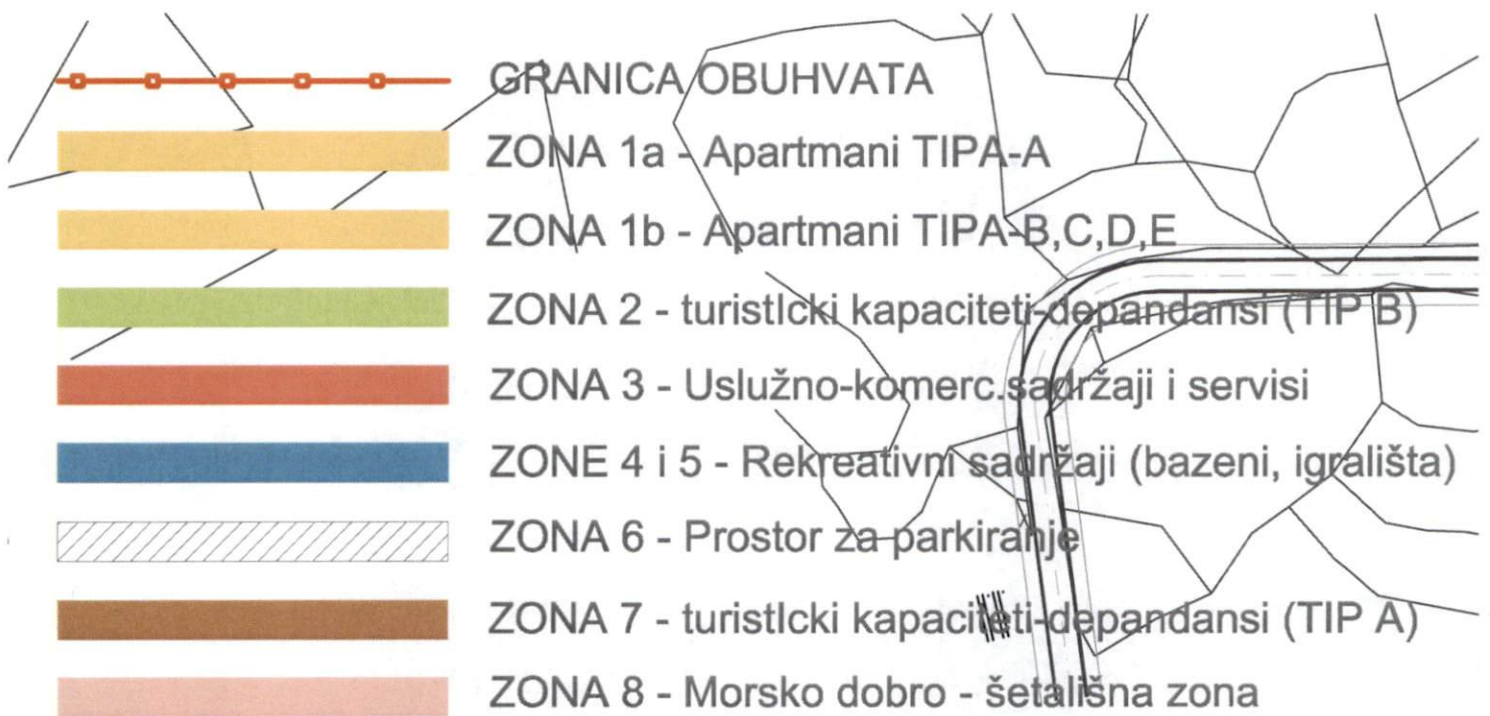 GRANICA OBUHVATA
ZONA 1a - Apartmani TIPA-A
ZONA 1b - Apartmani TIPA-B,C,D,E
ZONA 2 - turistIcki kapaciteti-depandansi (TIP B)
ZONA 3 - Uslužno-komerc.sadržaji i servisi
ZONE 4 i 5 - Rekreativni sadržaji (bazeni, igrališta)
ZONA 6 - Prostor za parkiranje
ZONA 7 - turistIcki kapaciteti-depandansi (TIP A)
ZONA 8 - Morsko dobro - šetališna zona